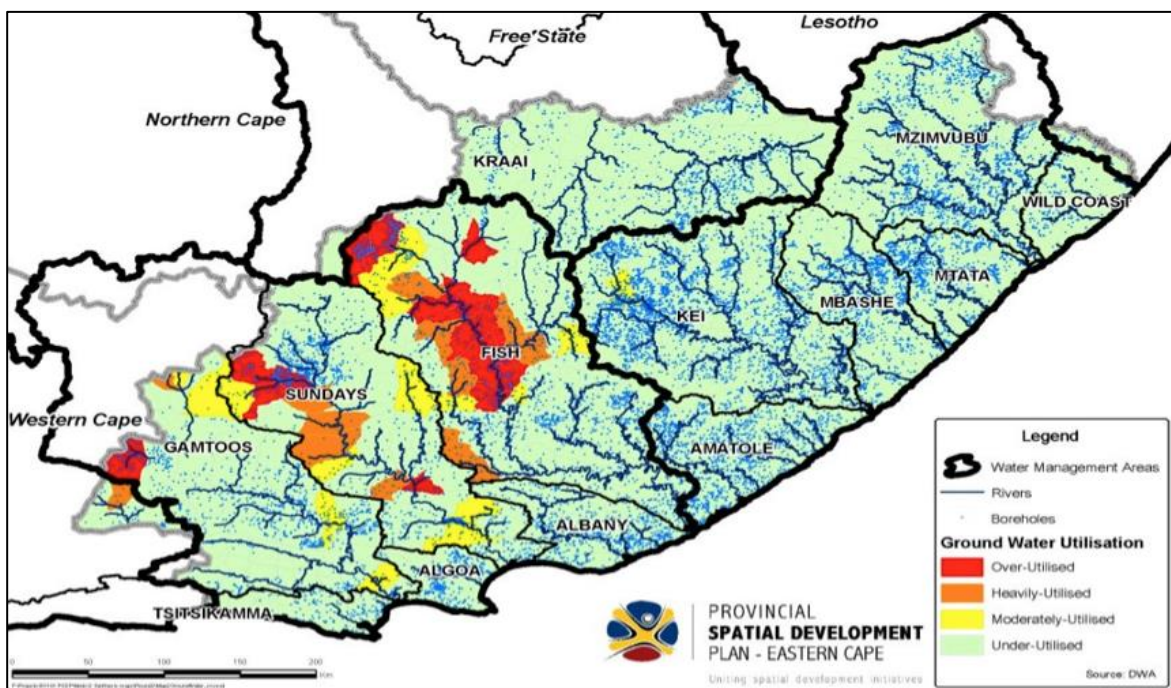 Free State
Lesotho
Northern Cape
MZIMVUBU
KRAAI
WILD COAST
MTATA
MBASHE
KEI
FISH
SUNDAYS
Western Cape
GAMTOOS
AMATOLE
ALBANY
ALGOA
TSITSIKAMMA
0 50 100 150 200
Km
PROVINCIAL
SPATIAL DEVELOPMENT
PLAN - EASTERN CAPE
Uniting spatial development initiatives
Legend
Water Management Areas
Rivers
Boreholes
Ground Water Utilisation
Over-Utilised
Heavily-Utilised
Moderately-Utilised
Under-Utilised
Source: DWA